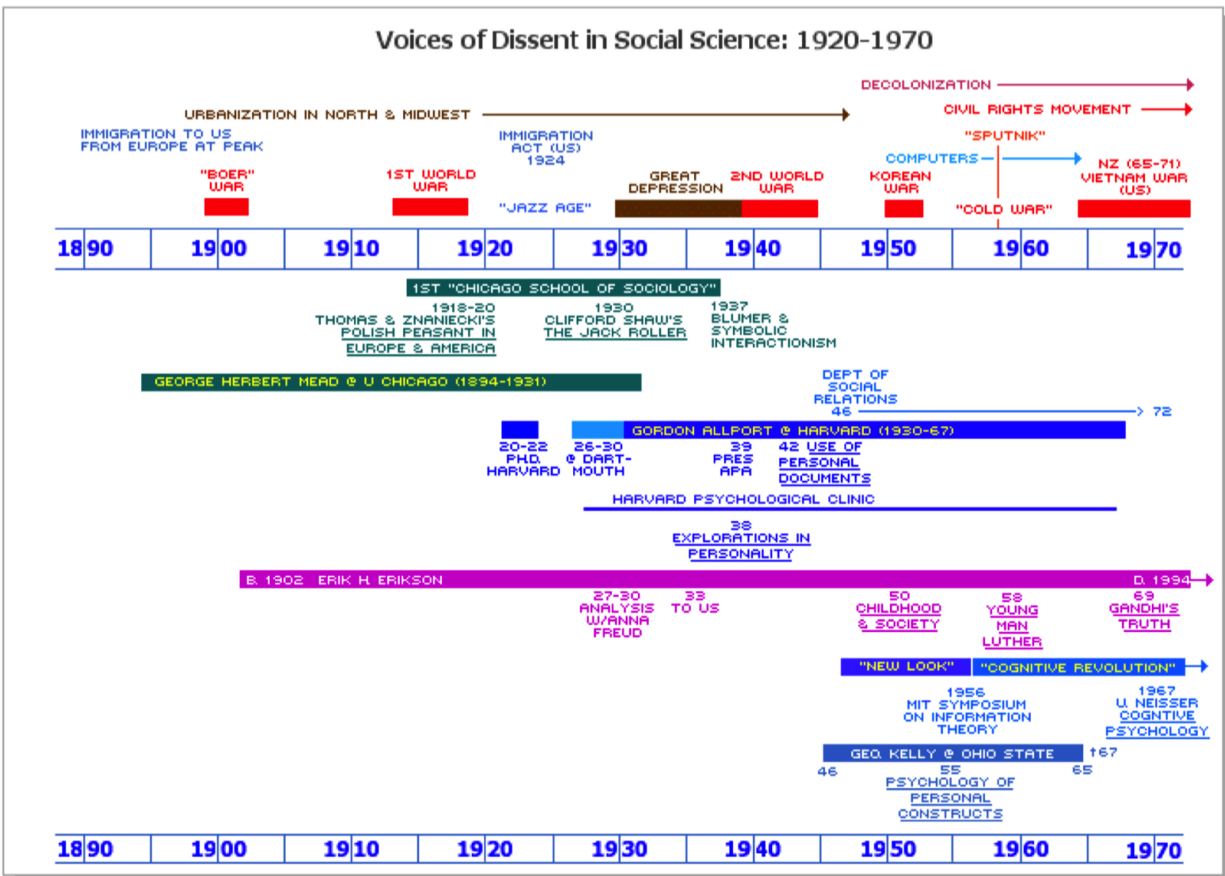 Voices of Dissent in Social Science: 1920-1970
DECOLONIZATION
URBANIZATION IN NORTH & MIDWEST
CIVIL RIGHTS MOVEMENT
IMMIGRATION TO US
FROM EUROPE AT PEAK
IMMIGRATION
ACT (US)
1924
"SPUTNIK"
COMPUTERS
"BOER"
WAR
1ST WORLD
WAR
"JAZZ AGE"
GREAT
DEPRESSION
2ND WORLD
WAR
KOREAN
WAR
"COLD WAR"
NZ (65-71)
VIETNAM WAR
(US)
1890 1900 1910 1920 1930 1940 1950 1960 1970
1ST "CHICAGO SCHOOL OF SOCIOLOGY"
1918-20
THOMAS & ZNANIECKI'S
POLISH PEASANT IN
EUROPE & AMERICA
1930
CLIFFORD SHAW'S
THE JACK ROLLER
1937
BLUMER &
SYMBOLIC
INTERACTIONISM
GEORGE HERBERT MEAD @ U CHICAGO (1894-1931)
DEPT OF
SOCIAL
RELATIONS
46 72
GORDON ALLPORT @ HARVARD (1930-67)
20-22
PH.D.
HARVARD
26-30
@ DART-
MOUTH
39
PRES
APA
42 USE OF
PERSONAL
DOCUMENTS
HARVARD PSYCHOLOGICAL CLINIC
38
EXPLORATIONS IN
PERSONALITY
B. 1902 ERIK H. ERIKSON D. 1994
27-30
ANALYSIS
W/ANNA
FREUD
33
TO US
50
CHILDHOOD
& SOCIETY
58
YOUNG
MAN
LUTHER
69
GANDHI'S
TRUTH
"NEW LOOK" "COGNITIVE REVOLUTION"
1956
MIT SYMPOSIUM
ON INFORMATION
THEORY
1967
U. NEISSER
COGNTIVE
PSYCHOLOGY
GEO. KELLY @ OHIO STATE †67
46 55 65
PSYCHOLOGY OF
PERSONAL
CONSTRUCTS
1890 1900 1910 1920 1930 1940 1950 1960 1970